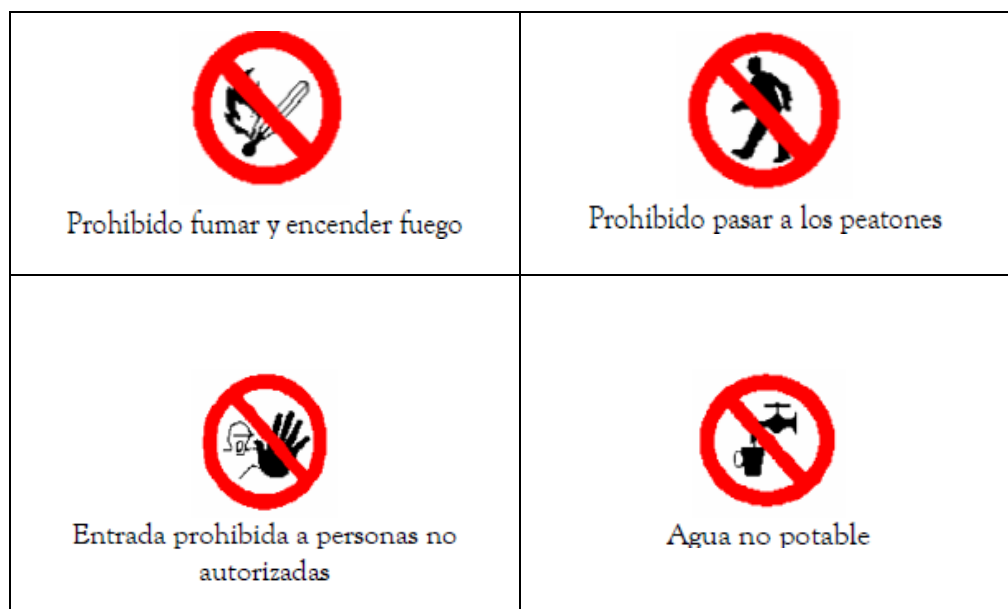 Prohibido fumar y encender fuego
Prohibido pasar a los peatones
Entrada prohibida a personas no
autorizadas
Agua no potable